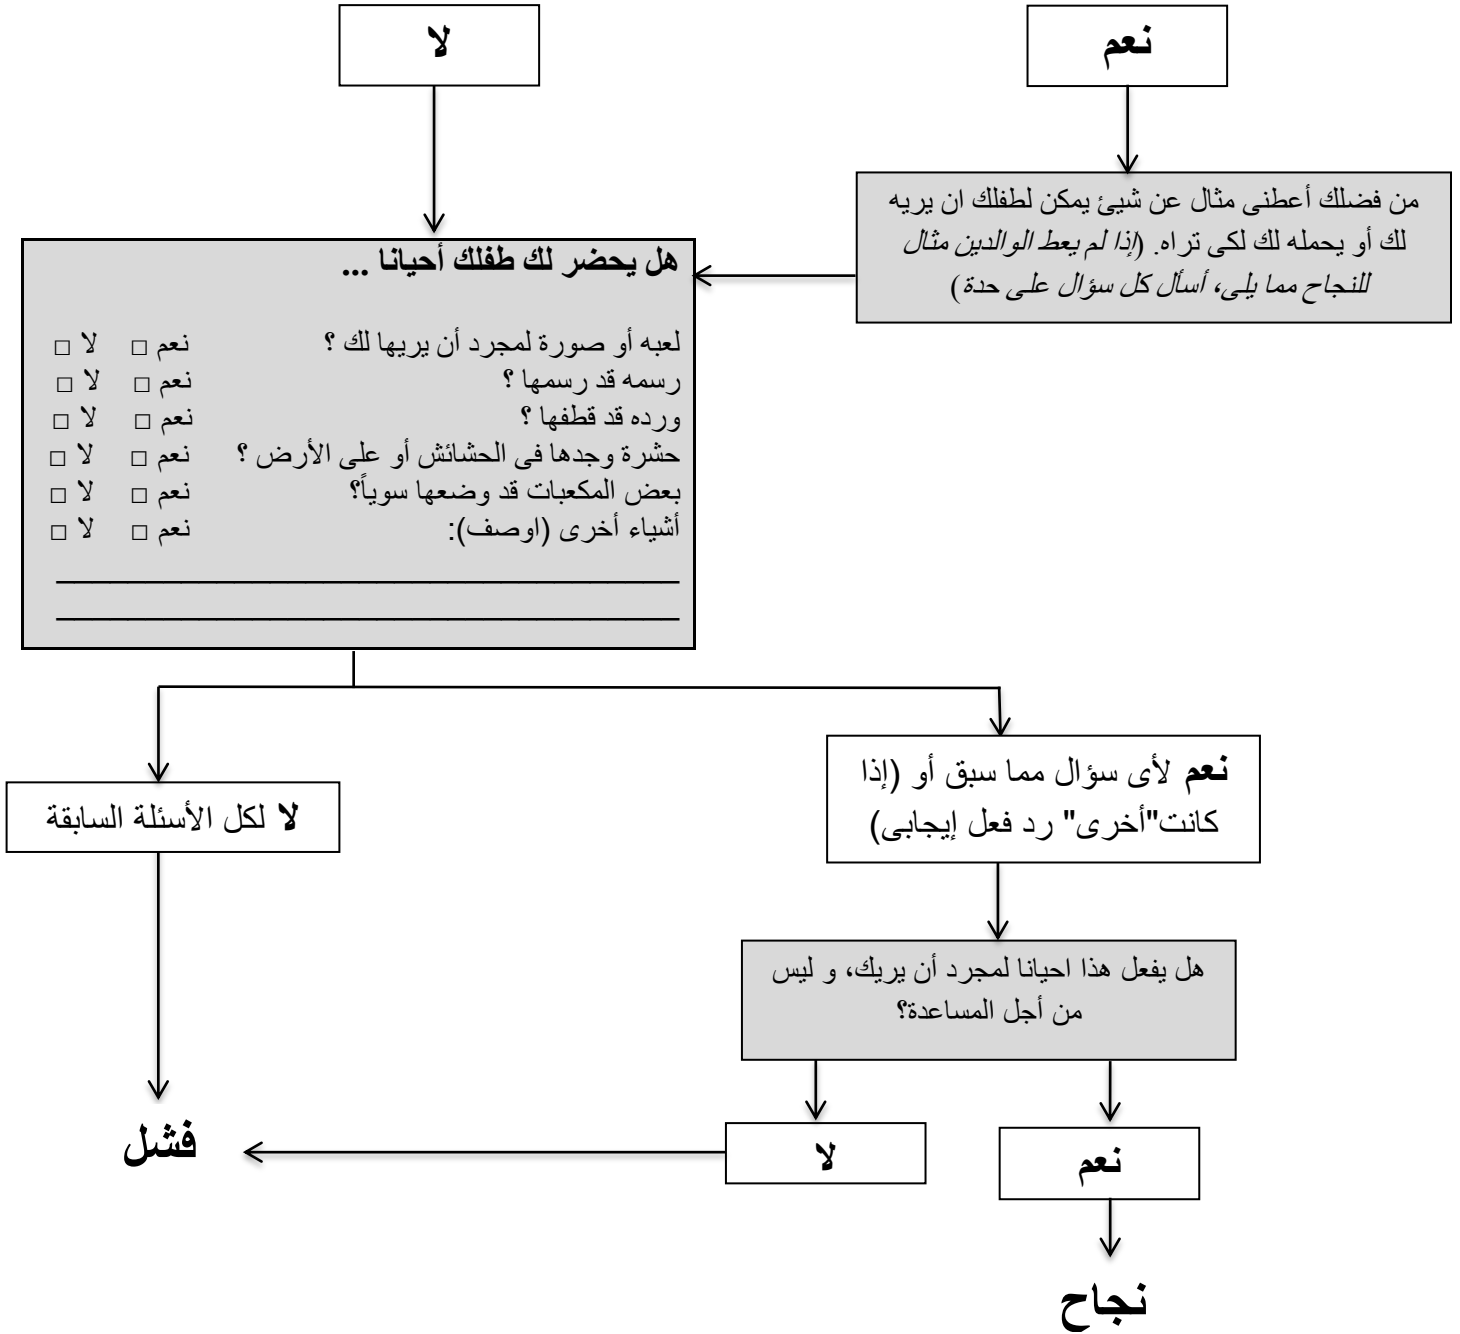 نعم
لا
من فضلك أعطنى مثال عن شيئ يمكن لطفلك ان يريه
لك أو يحمله لك لكى تراه. (إذا لم يعط الوالدين مثال
للنجاح مما يلى، أسأل كل سؤال على حدة)
هل يحضر لك طفلك أحيانا ...
لعبه أو صورة لمجرد أن يريها لك ؟ نعم □ لا □
رسمه قد رسمها ؟ نعم □ لا □
ورده قد قطفها ؟ نعم □ لا □
حشرة وجدها فى الحشائش أو على الأرض ؟ نعم □ لا □
بعض المكعبات قد وضعها سوياً؟ نعم □ لا □
أشياء أخرى (اوصف): نعم □ لا □
نعم لأى سؤال مما سبق أو (إذا
كانت"أخرى" رد فعل إيجابى)
لا لكل الأسئلة السابقة
هل يفعل هذا احيانا لمجرد أن يريك، و ليس
من أجل المساعدة؟
نعم
لا
فشل
نجاح